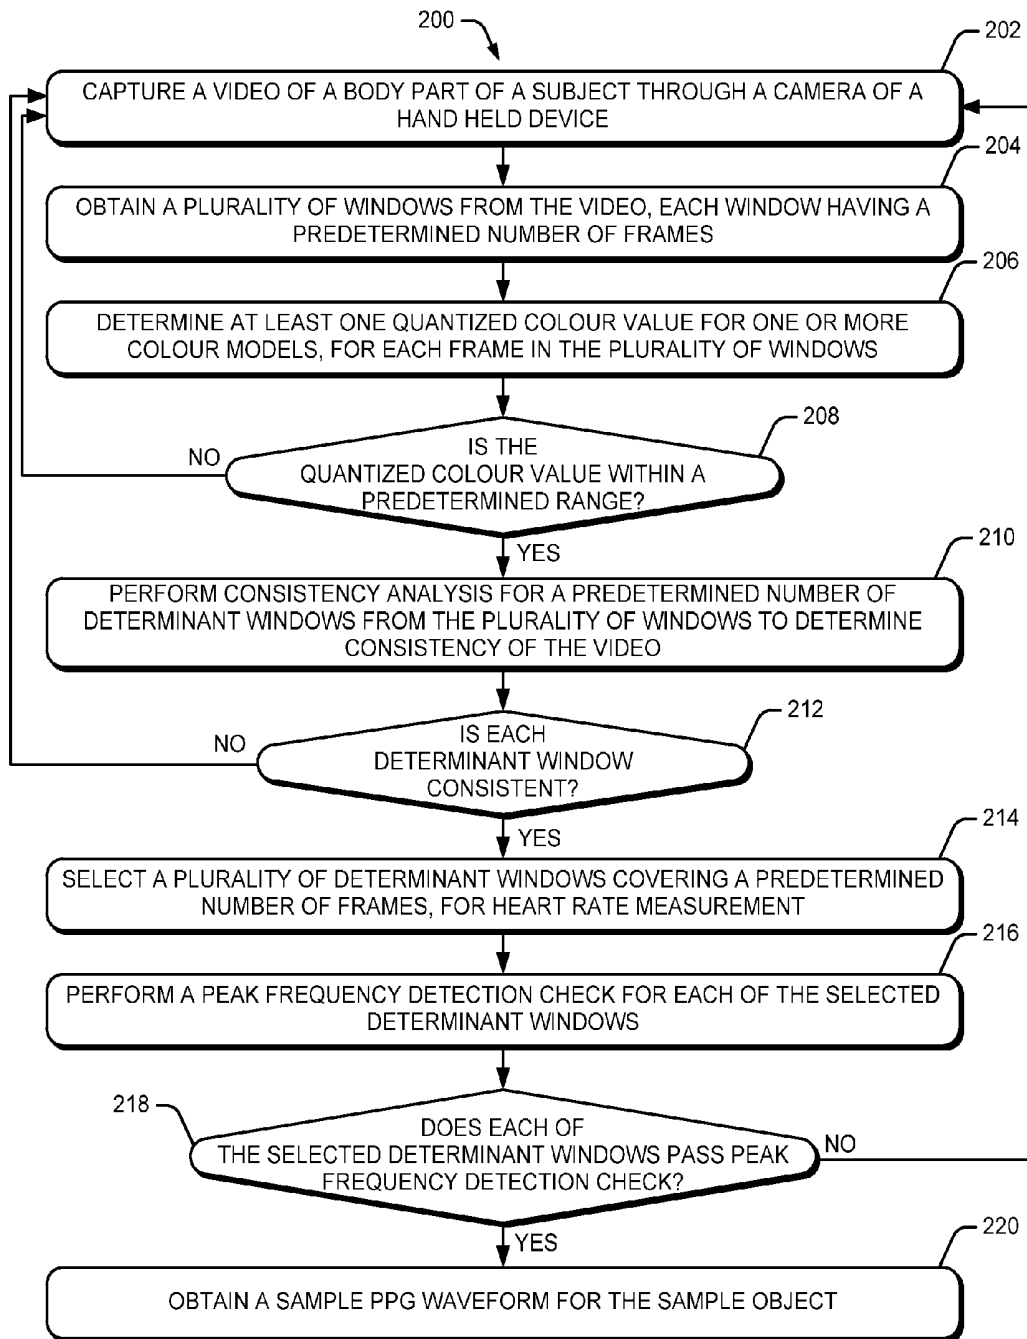 200
202
CAPTURE A VIDEO OF A BODY PART OF A SUBJECT THROUGH A CAMERA OF A
HAND HELD DEVICE
204
OBTAIN A PLURALITY OF WINDOWS FROM THE VIDEO, EACH WINDOW HAVING A
PREDETERMINED NUMBER OF FRAMES
206
DETERMINE AT LEAST ONE QUANTIZED COLOUR VALUE FOR ONE OR MORE
COLOUR MODELS, FOR EACH FRAME IN THE PLURALITY OF WINDOWS
208
NO
IS THE
QUANTIZED COLOUR VALUE WITHIN A
PREDETERMINED RANGE?
YES
210
PERFORM CONSISTENCY ANALYSIS FOR A PREDETERMINED NUMBER OF
DETERMINANT WINDOWS FROM THE PLURALITY OF WINDOWS TO DETERMINE
CONSISTENCY OF THE VIDEO
212
NO
IS EACH
DETERMINANT WINDOW
CONSISTENT?
YES
214
SELECT A PLURALITY OF DETERMINANT WINDOWS COVERING A PREDETERMINED
NUMBER OF FRAMES, FOR HEART RATE MEASUREMENT
216
PERFORM A PEAK FREQUENCY DETECTION CHECK FOR EACH OF THE SELECTED
DETERMINANT WINDOWS
218
DOES EACH OF
THE SELECTED DETERMINANT WINDOWS PASS PEAK
FREQUENCY DETECTION CHECK?
NO
YES
220
OBTAIN A SAMPLE PPG WAVEFORM FOR THE SAMPLE OBJECT